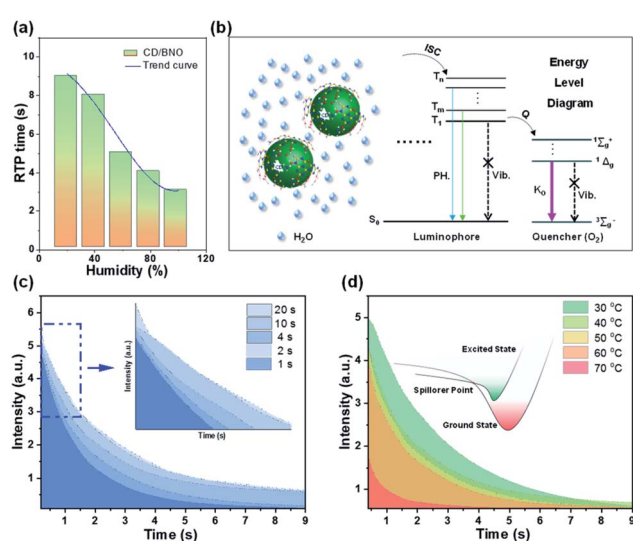 (a)
RTP time (s)
10
8
6
4
2
0
CD/BNO
Trend curve
0
40
80
120
Humidity (%)
(b)
H₂O
ISC
Tₙ
Tₘ
T₁
PH.
Vib.
S₀
Luminophore
Energy
Level
Diagram
Q
¹Σg⁺
¹Δg
K₀
Vib.
³Σg⁻
Quencher (O₂)
(c)
Intensity (a.u.)
6
5
4
3
2
1
Intensity (a.u.)
Time (s)
20 s
10 s
4 s
2 s
1 s
1
2
3
4
5
6
7
8
9
Time (s)
(d)
Intensity (a.u.)
5
4
3
2
1
30 °C
40 °C
50 °C
60 °C
70 °C
Excited State
Spillorer Point
Ground State
1
2
3
4
5
6
7
8
9
Time (s)